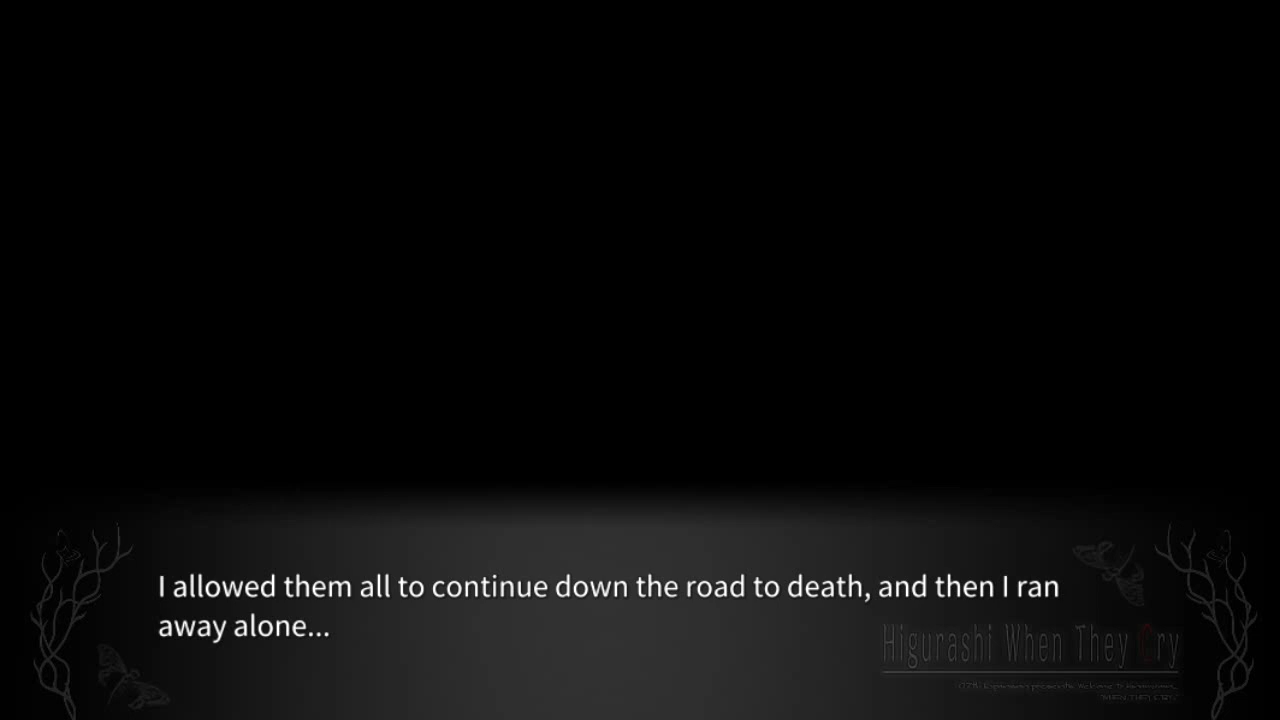 I allowed them all to continue down the road to death, and then I ran
away alone...
Higurashi When They Cry